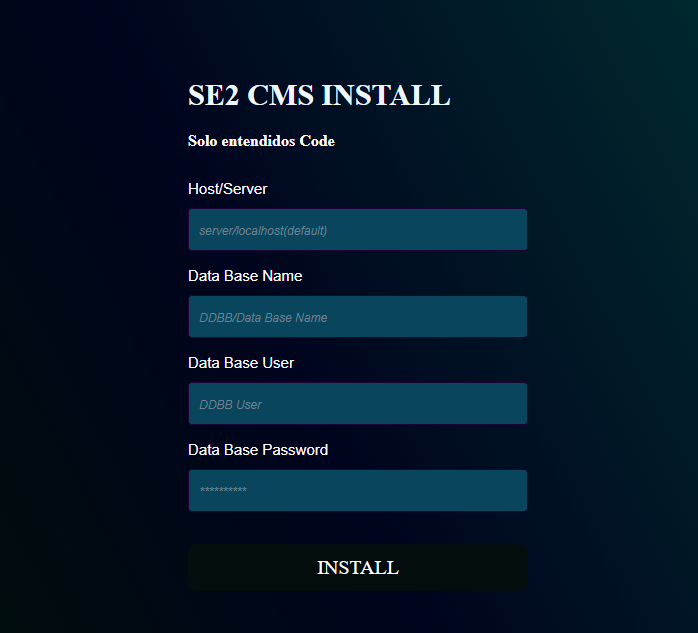 SE2 CMS INSTALL
Solo entendidos Code
Host/Server
server/localhost(default)
Data Base Name
DDBB/Data Base Name
Data Base User
DDBB User
Data Base Password
**********
INSTALL